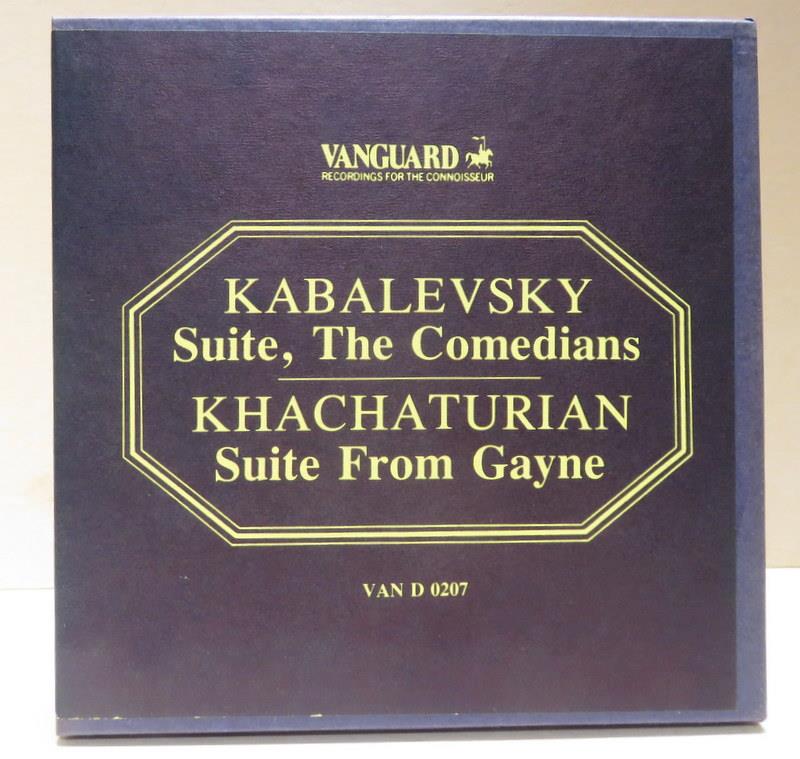 VANGUARD
RECORDINGS FOR THE CONNOISSEUR
KABALEVSKY
Suite, The Comedians
KHACHATURIAN
Suite From Gayne
VAN D 0207